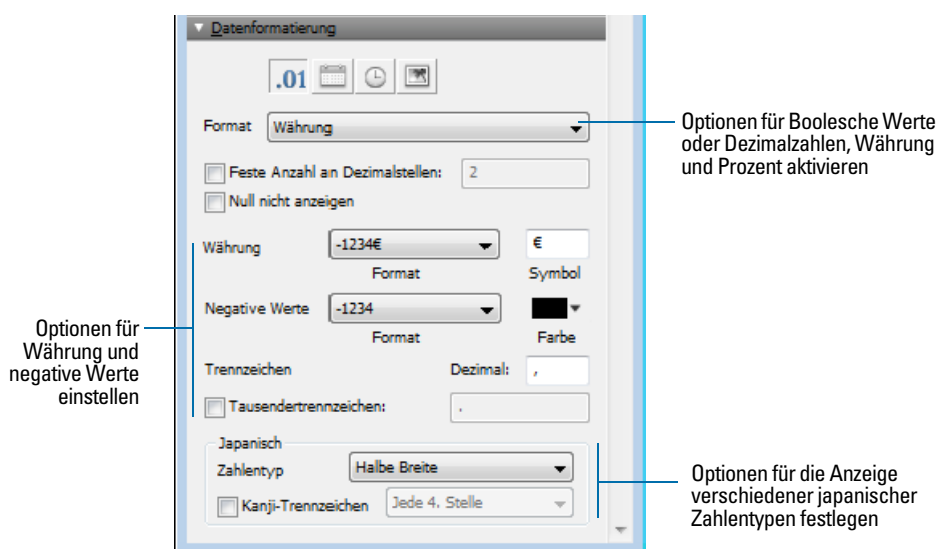 Datenformatierung
.01
Format Währung
Optionen für Boolesche Werte
oder Dezimalzahlen, Währung
und Prozent aktivieren
Feste Anzahl an Dezimalstellen: 2
Null nicht anzeigen
Währung -1234€ €
Format Symbol
Negative Werte -1234
Format Farbe
Optionen für
Währung und
negative Werte
einstellen
Trennzeichen Dezimal: ,
Tausendertrennzeichen: .
Japanisch
Zahlentyp Halbe Breite
Kanji-Trennzeichen Jede 4. Stelle
Optionen für die Anzeige
verschiedener japanischer
Zahlentypen festlegen